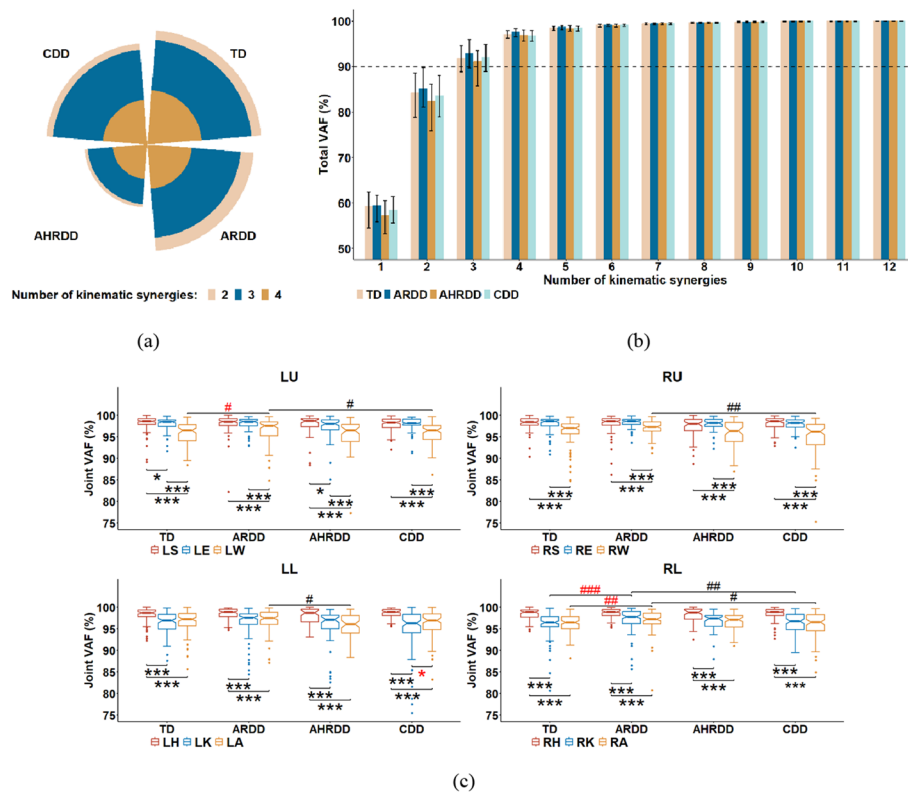 CDD TD
AHRDD ARDD
Number of kinematic synergies: 2 3 4
(a)
Total VAF (%)
100
90
80
70
60
50
1 2 3 4 5 6 7 8 9 10 11 12
Number of kinematic synergies
TD ARDD AHRDD CDD
(b)
LU
Joint VAF (%)
100
95
90
85
80
75
# #
* *** ***
*** ***
* *** ***
*** ***
TD ARDD AHRDD CDD
LS LE LW
RU
Joint VAF (%)
100
95
90
85
80
75
##
*** ***
*** ***
*** ***
*** ***
TD ARDD AHRDD CDD
RS RE RW
LL
Joint VAF (%)
100
95
90
85
80
75
#
*** ***
*** ***
*** ***
*** * ***
TD ARDD AHRDD CDD
LH LK LA
RL
Joint VAF (%)
100
95
90
85
80
75
### ##
## #
*** ***
*** ***
*** ***
*** ***
TD ARDD AHRDD CDD
RH RK RA
(c)